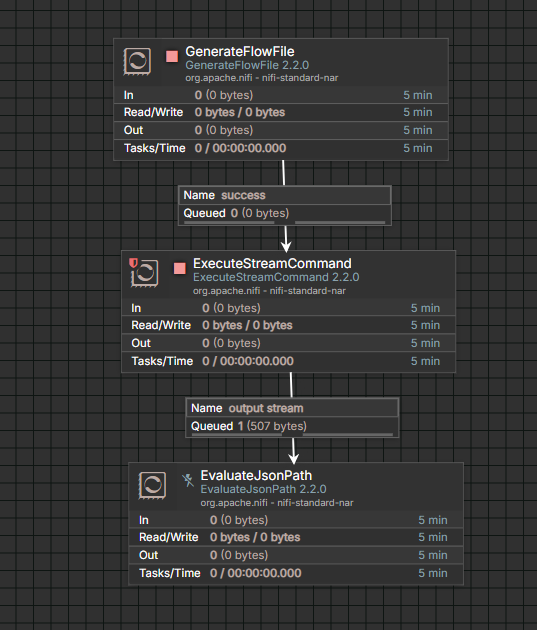 GenerateFlowFile
GenerateFlowFile 2.2.0
org.apache.nifi - nifi-standard-nar
In 0 (0 bytes) 5 min
Read/Write 0 bytes / 0 bytes 5 min
Out 0 (0 bytes) 5 min
Tasks/Time 0 / 00:00:00.000 5 min
Name success
Queued 0 (0 bytes)
ExecuteStreamCommand
ExecuteStreamCommand 2.2.0
org.apache.nifi - nifi-standard-nar
In 0 (0 bytes) 5 min
Read/Write 0 bytes / 0 bytes 5 min
Out 0 (0 bytes) 5 min
Tasks/Time 0 / 00:00:00.000 5 min
Name output stream
Queued 1 (507 bytes)
EvaluateJsonPath
EvaluateJsonPath 2.2.0
org.apache.nifi - nifi-standard-nar
In 0 (0 bytes) 5 min
Read/Write 0 bytes / 0 bytes 5 min
Out 0 (0 bytes) 5 min
Tasks/Time 0 / 00:00:00.000 5 min